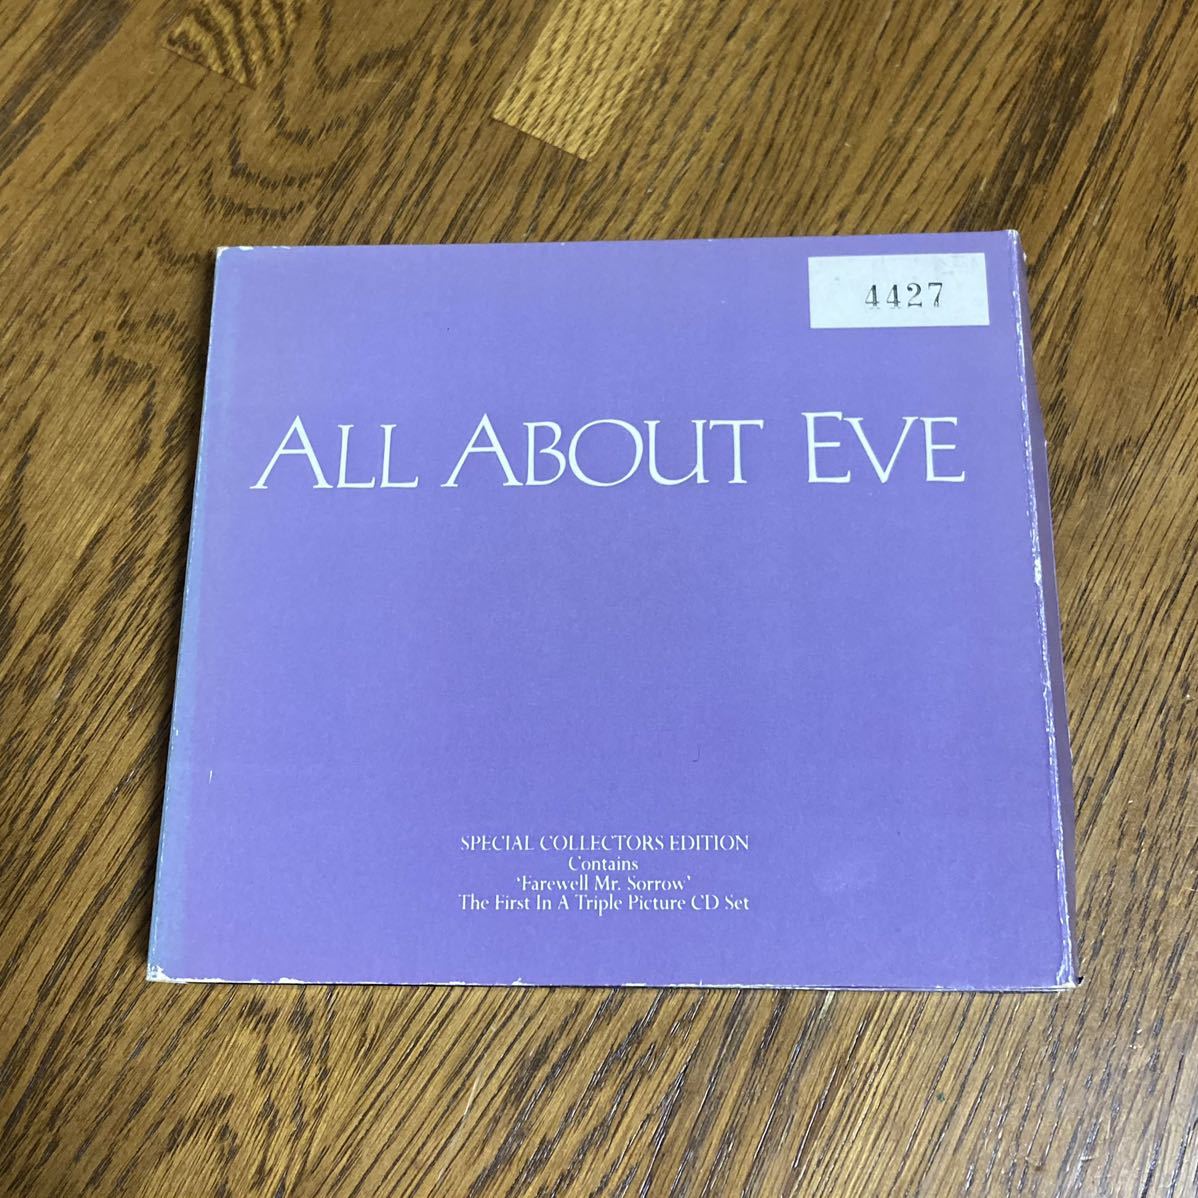 4427
ALL ABOUT EVE
SPECIAL COLLECTORS EDITION
Contains
'Farewell Mr. Sorrow'
The First In A Triple Picture CD Set